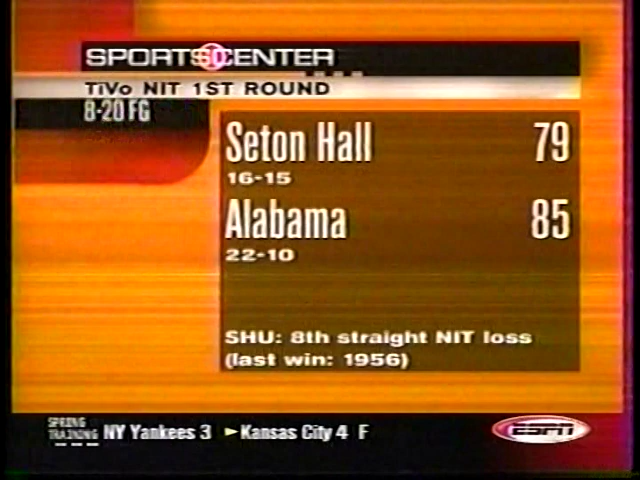 SPORTSCENTER
TiVo NIT 1ST ROUND
8-20 FG
Seton Hall 79
16-15
Alabama 85
22-10
SHU: 8th straight NIT loss
(last win: 1956)
SPRING TRAINING NY Yankees 3 ►Kansas City 4 F
ESPN